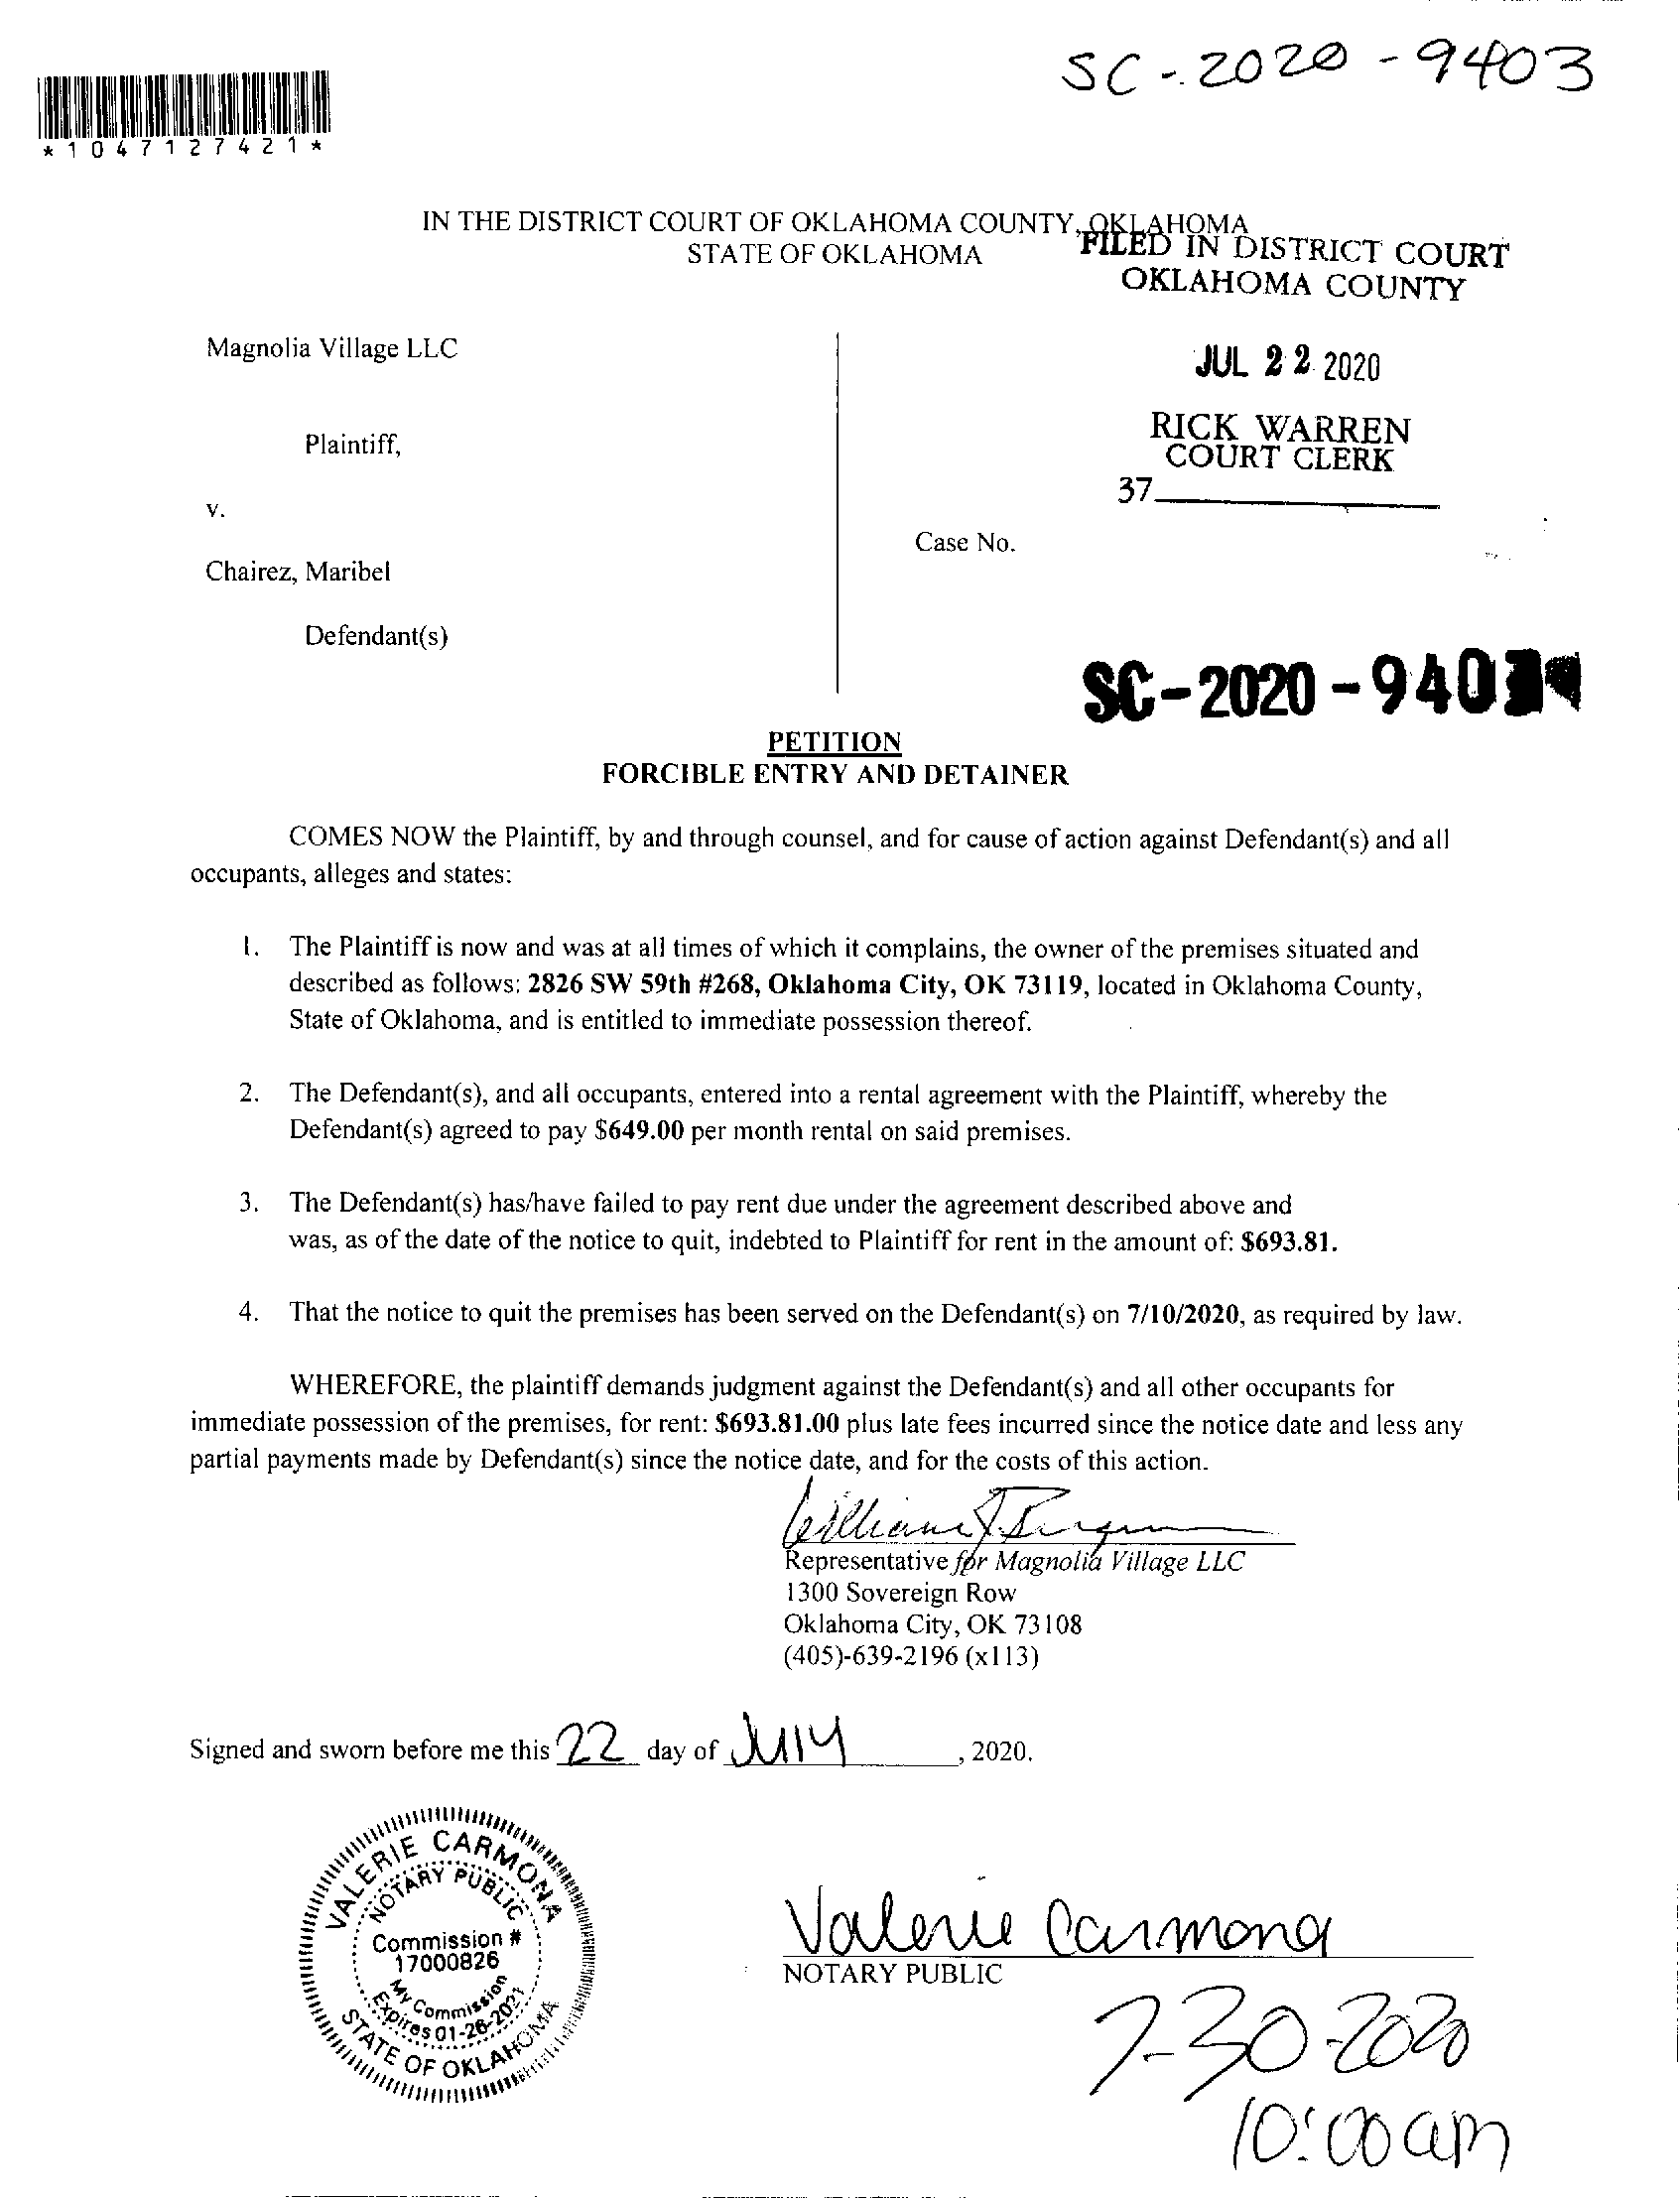 SC-2020-9403
*1047127421*
IN THE DISTRICT COURT OF OKLAHOMA COUNTY, OKLAHOMA
STATE OF OKLAHOMA
FILED IN DISTRICT COURT
OKLAHOMA COUNTY
JUL 22 2020
RICK WARREN
COURT CLERK
37
Magnolia Village LLC
Plaintiff,
v.
Case No.
Chairez, Maribel
Defendant(s)
SC-2020-940
PETITION
FORCIBLE ENTRY AND DETAINER
COMES NOW the Plaintiff, by and through counsel, and for cause of action against Defendant(s) and all
occupants, alleges and states:
1. The Plaintiff is now and was at all times of which it complains, the owner of the premises situated and
described as follows: 2826 SW 59th #268, Oklahoma City, OK 73119, located in Oklahoma County,
State of Oklahoma, and is entitled to immediate possession thereof.
2. The Defendant(s), and all occupants, entered into a rental agreement with the Plaintiff, whereby the
Defendant(s) agreed to pay $649.00 per month rental on said premises.
3. The Defendant(s) has/have failed to pay rent due under the agreement described above and
was, as of the date of the notice to quit, indebted to Plaintiff for rent in the amount of: $693.81.
4. That the notice to quit the premises has been served on the Defendant(s) on 7/10/2020, as required by law.
WHEREFORE, the plaintiff demands judgment against the Defendant(s) and all other occupants for
immediate possession of the premises, for rent: $693.81.00 plus late fees incurred since the notice date and less any
partial payments made by Defendant(s) since the notice date, and for the costs of this action.
William
Representative for Magnolia Village LLC
1300 Sovereign Row
Oklahoma City, OK 73108
(405)-639-2196 (x113)
Signed and sworn before me this 22 day of July, 2020.
VALERIE CARMONA
NOTARY PUBLIC
Commission #
17000826
My Commission
Expires 01-26-2021
STATE OF OKLAHOMA
Valerie Carmona
NOTARY PUBLIC
7-30-2020
10:00 am